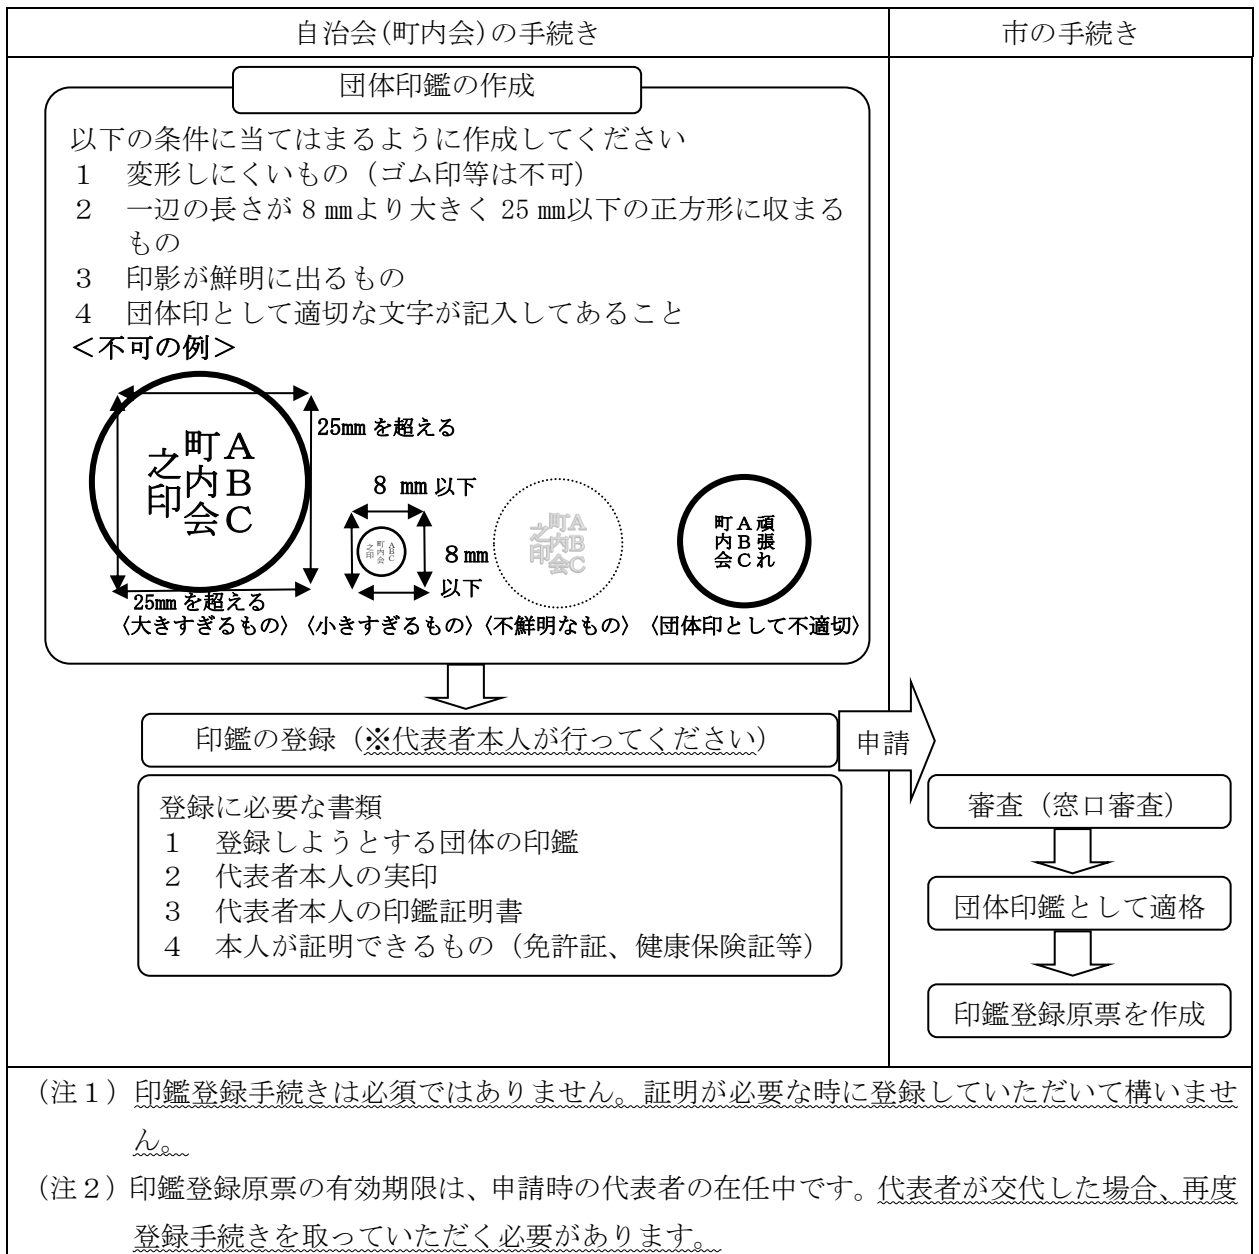 自治会(町内会)の手続き
市の手続き
団体印鑑の作成
以下の条件に当てはまるように作成してください
１　変形しにくいもの（ゴム印等は不可）
２　一辺の長さが 8 ㎜より大きく 25 ㎜以下の正方形に収まる
もの
３　印影が鮮明に出るもの
４　団体印として適切な文字が記入してあること
＜不可の例＞
ＡＢＣ
町内会
之印
25㎜を超える
25㎜を超える
〈大きすぎるもの〉
8 ㎜以下
ABC
町内会
之印
8㎜
以下
〈小きすぎるもの〉
ABC
町内会
之印
〈不鮮明なもの〉
頑張れ
ＡＢＣ
町内会
〈団体印として不適切〉
印鑑の登録（※代表者本人が行ってください）
申請
登録に必要な書類
１　登録しようとする団体の印鑑
２　代表者本人の実印
３　代表者本人の印鑑証明書
４　本人が証明できるもの（免許証、健康保険証等）
審査（窓口審査）
団体印鑑として適格
印鑑登録原票を作成
（注１）印鑑登録手続きは必須ではありません。証明が必要な時に登録していただいて構いませ
ん。
（注２）印鑑登録原票の有効期限は、申請時の代表者の在任中です。代表者が交代した場合、再度
登録手続きを取っていただく必要があります。